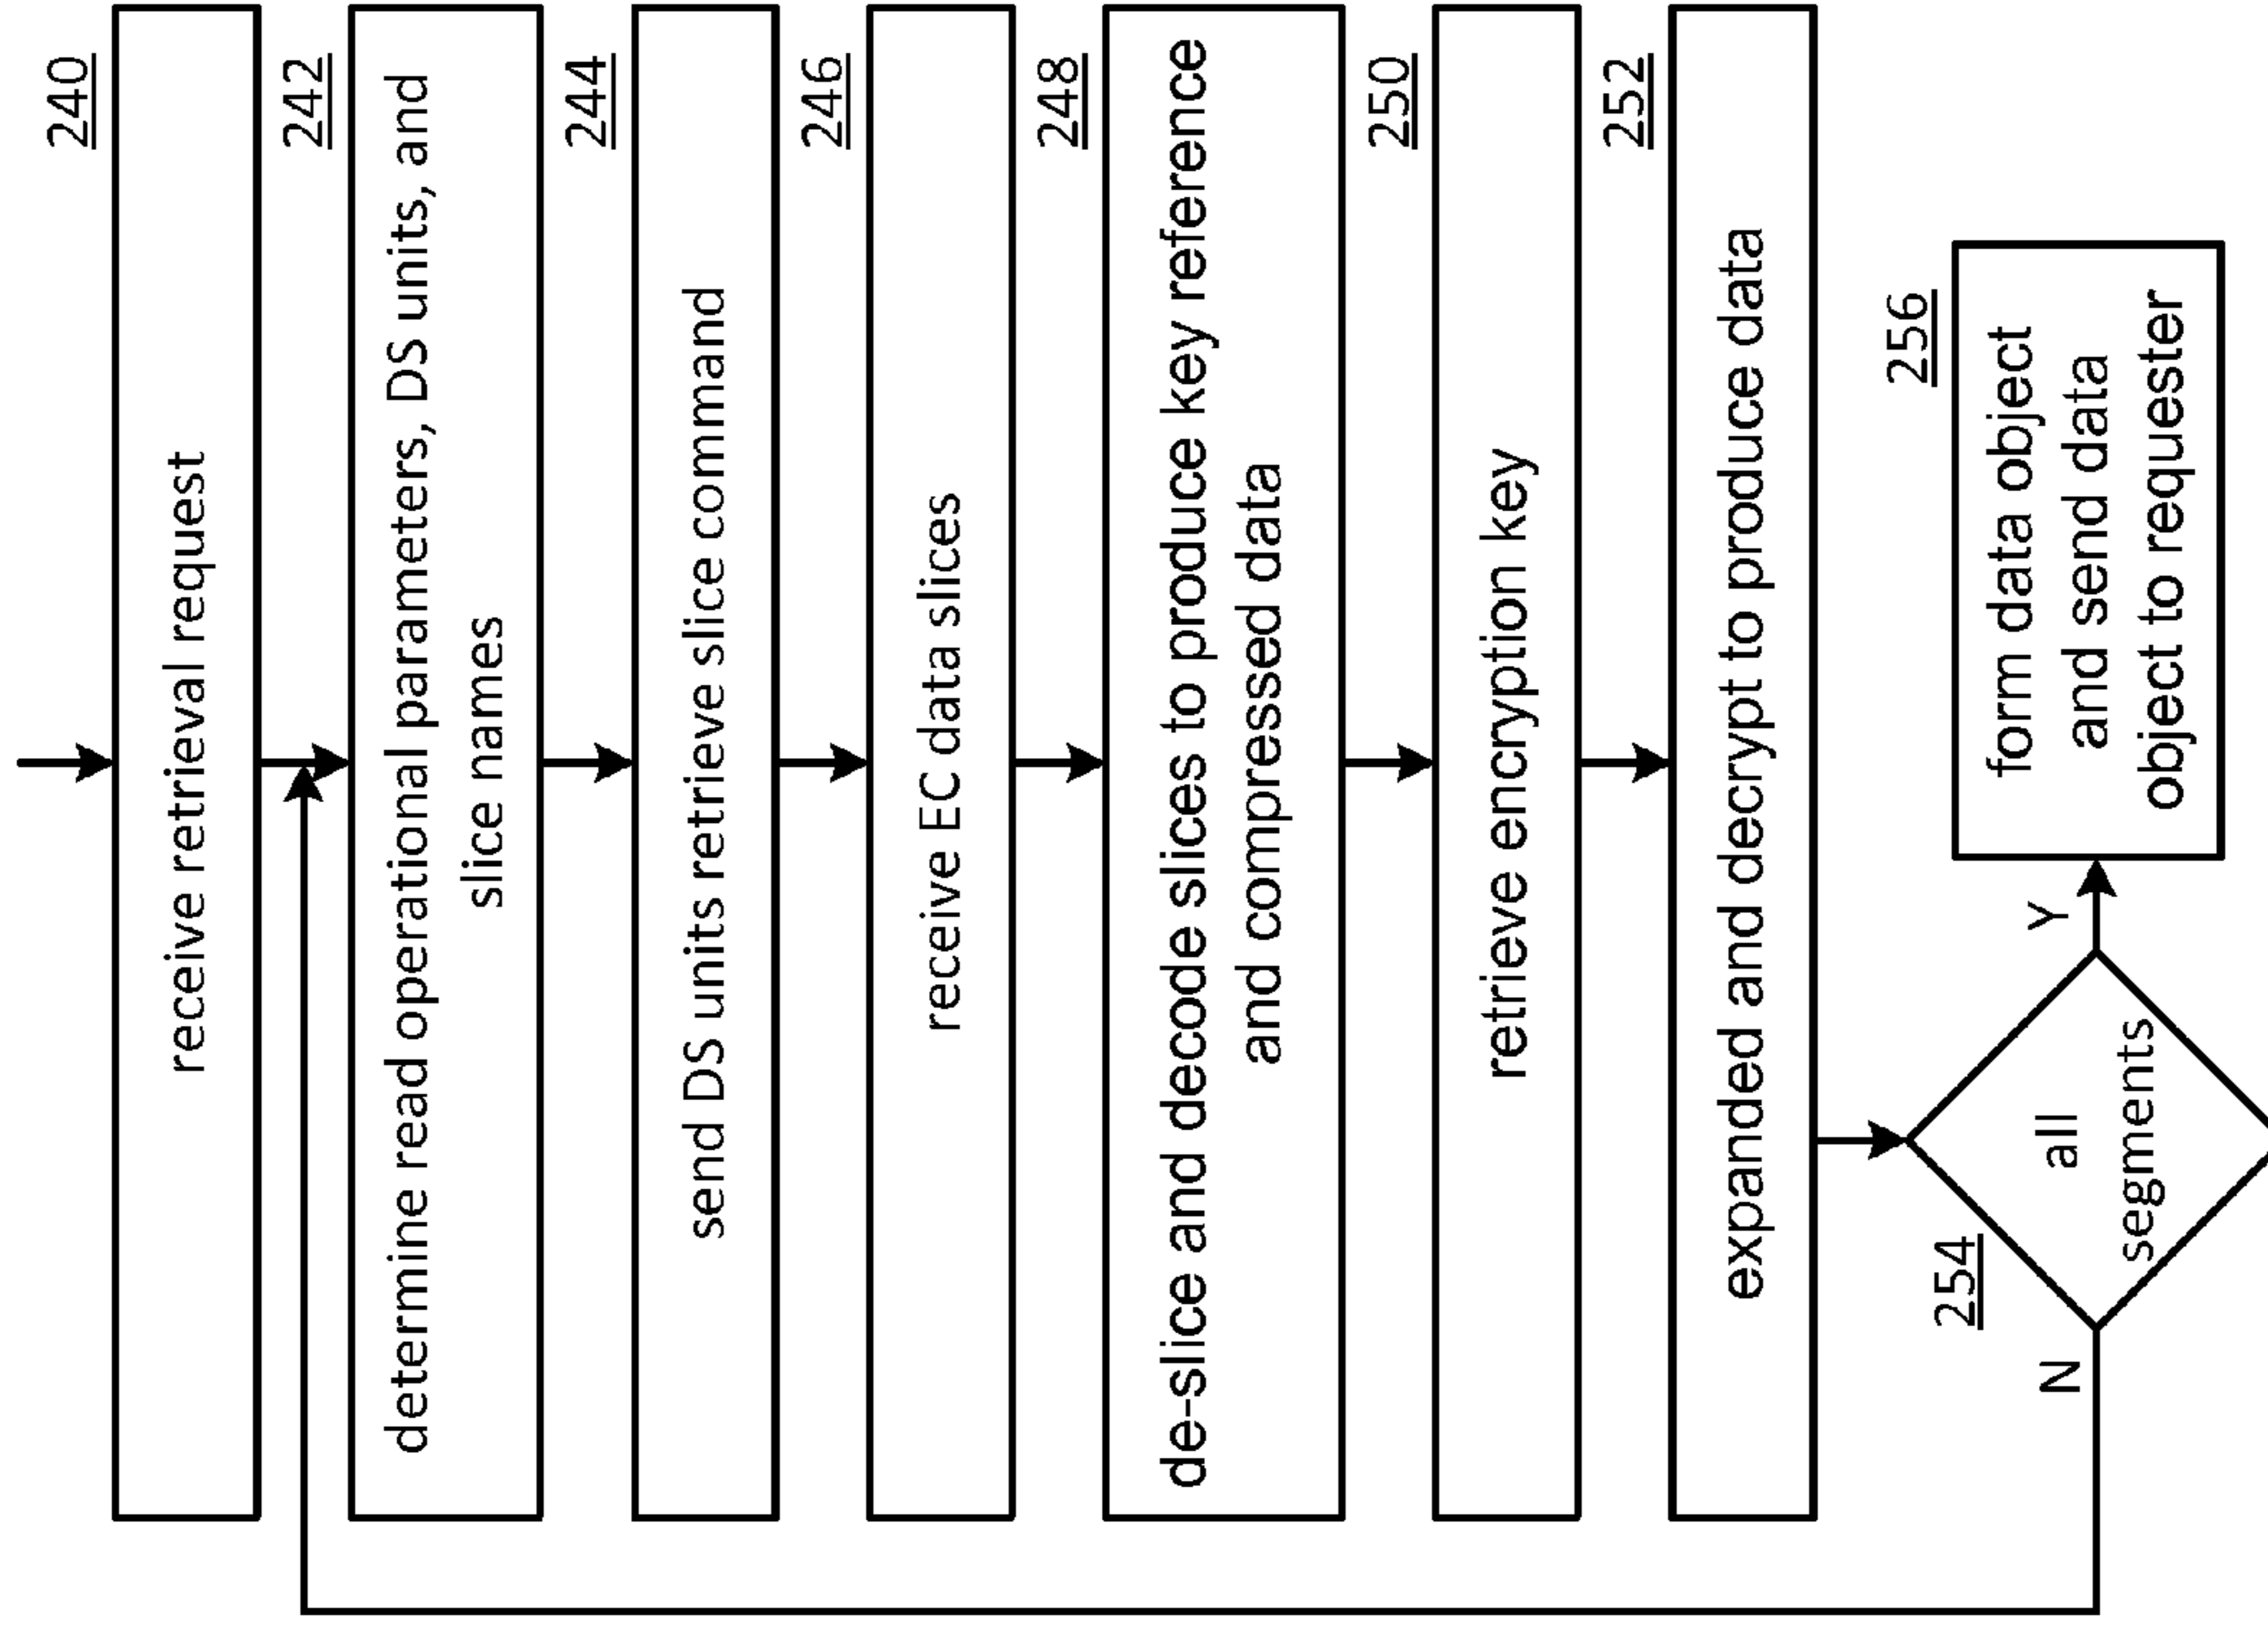 240
receive retrieval request
242
determine read operational parameters, DS units, and
slice names
244
send DS units retrieve slice command
246
receive EC data slices
248
de-slice and decode slices to produce key reference
and compressed data
250
retrieve encryption key
252
expanded and decrypt to produce data
254
all
segments
N
Y
256
form data object
and send data
object to requester